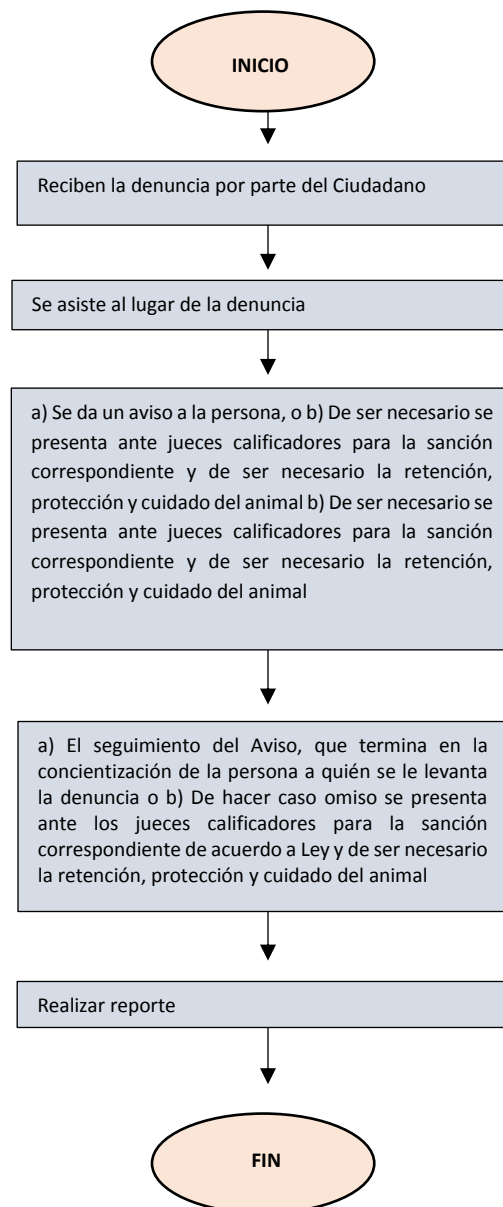 INICIO
Reciben la denuncia por parte del Ciudadano
Se asiste al lugar de la denuncia
a) Se da un aviso a la persona, o b) De ser necesario se
presenta ante jueces calificadores para la sanción
correspondiente y de ser necesario la retención,
protección y cuidado del animal b) De ser necesario se
presenta ante jueces calificadores para la sanción
correspondiente y de ser necesario la retención,
protección y cuidado del animal
a) El seguimiento del Aviso, que termina en la
concientización de la persona a quién se le levanta
la denuncia o b) De hacer caso omiso se presenta
ante los jueces calificadores para la sanción
correspondiente de acuerdo a Ley y de ser necesario
la retención, protección y cuidado del animal
Realizar reporte
FIN